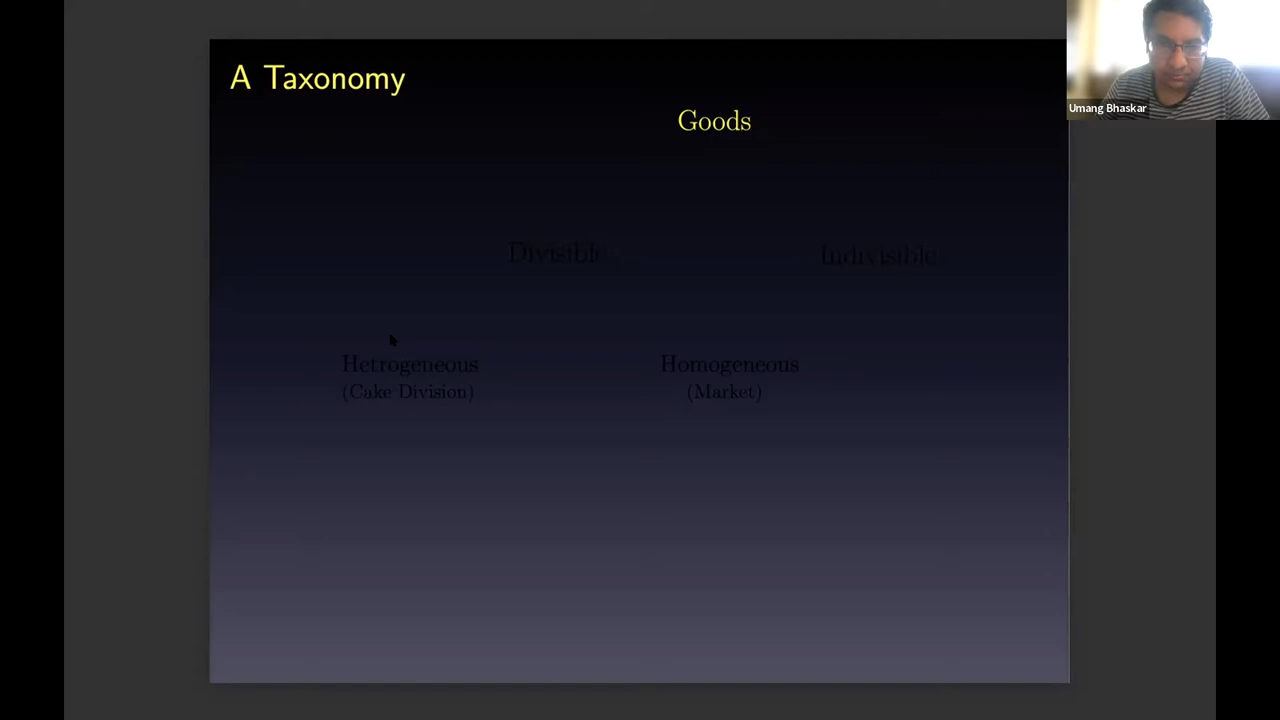 A Taxonomy
Goods
Umang Bhaskar
Divisible
Indivisible
Hetrogeneous
(Cake Division)
Homogeneous
(Market)